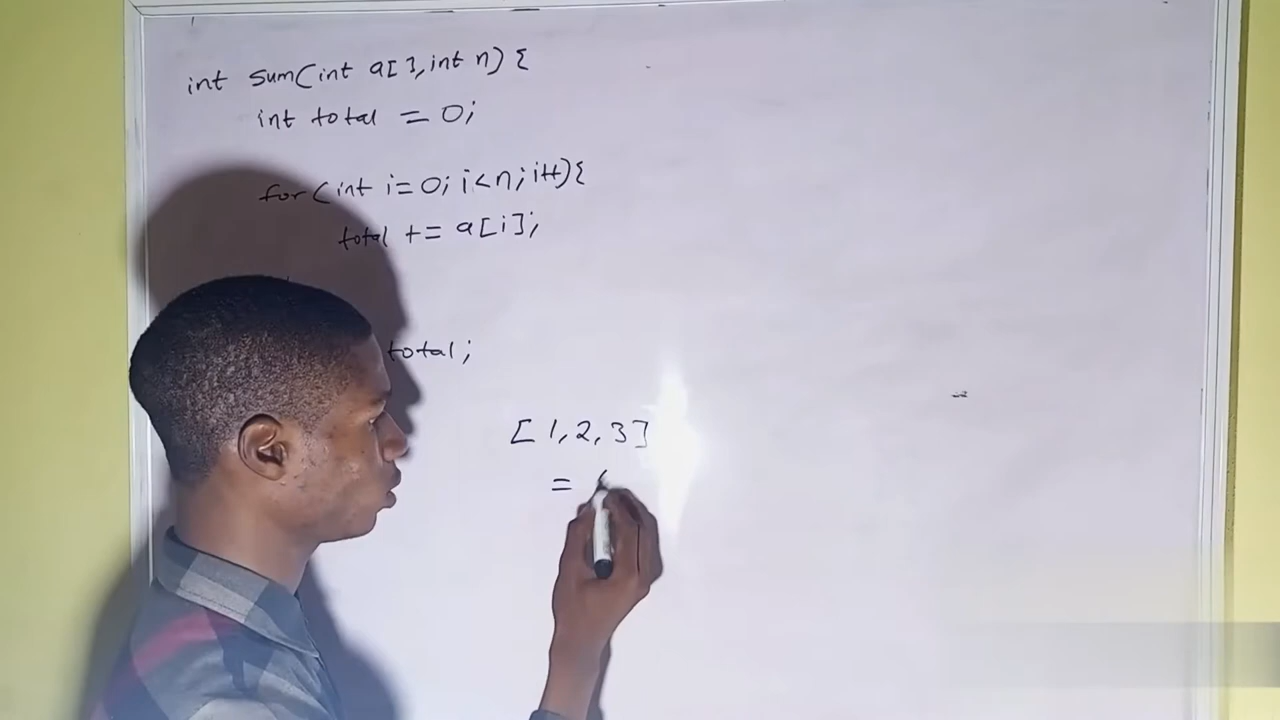 int sum(int a[],int n){
int total = 0;
for(int i=0; i<n; i++){
total += a[i];
total;
[1,2,3]
=